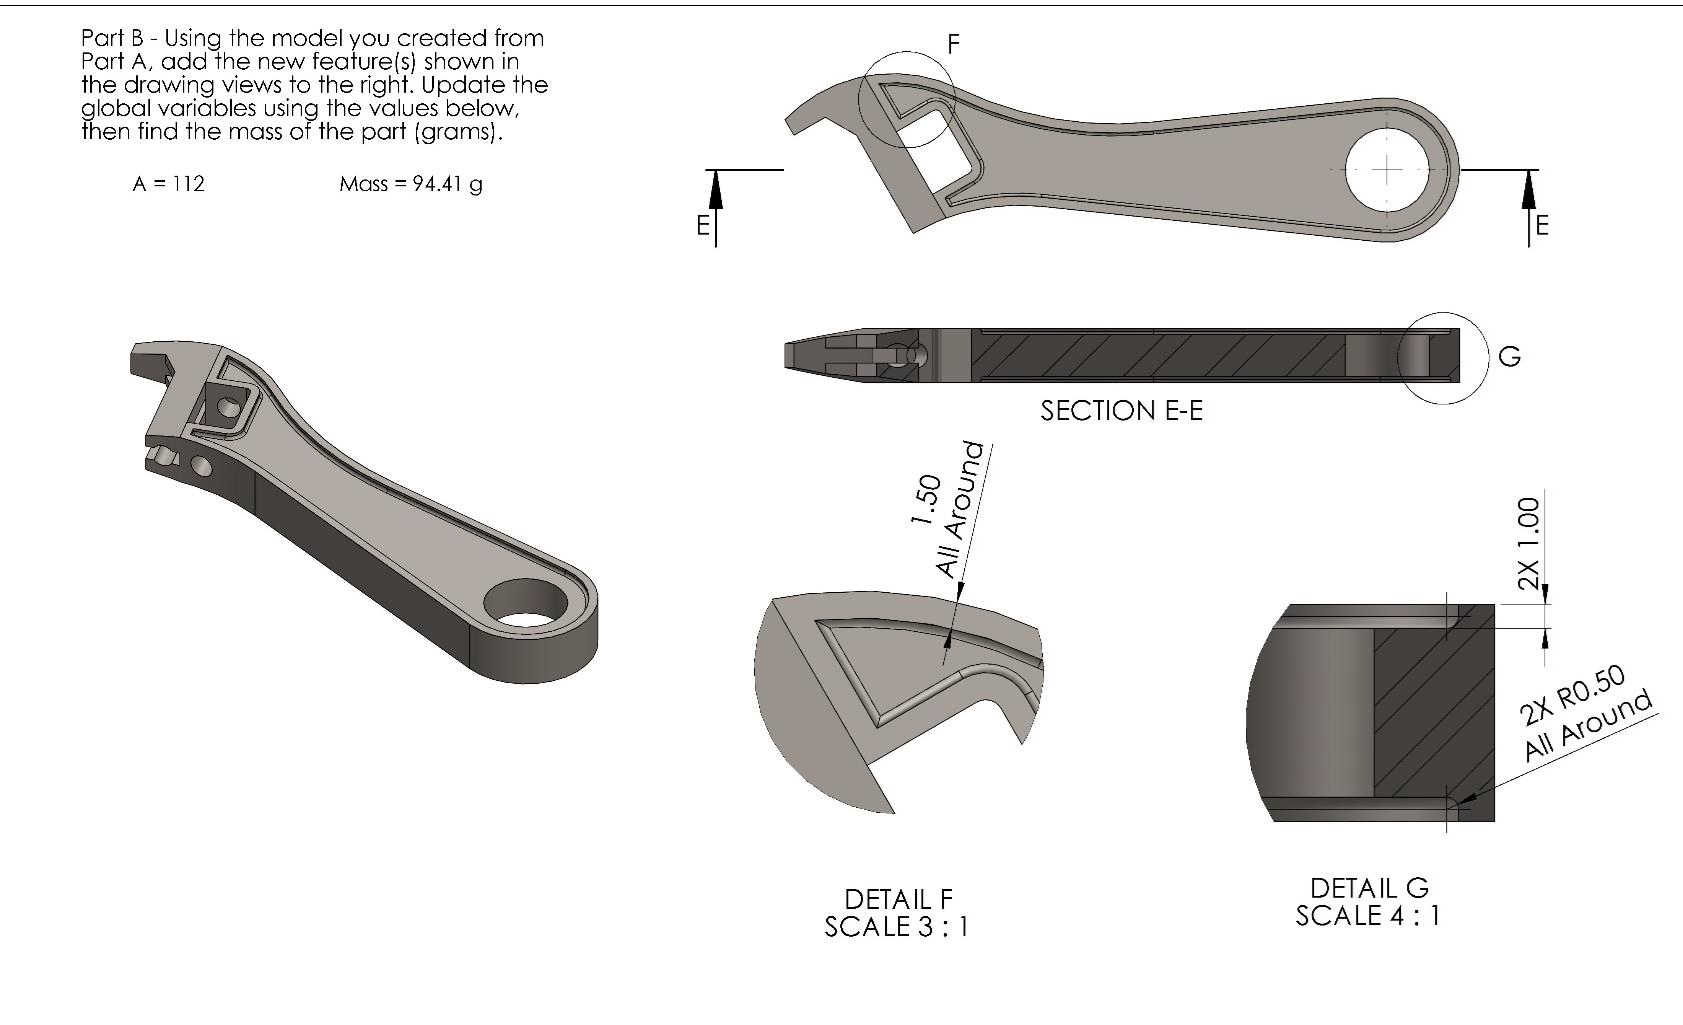 Part B - Using the model you created from
Part A, add the new feature(s) shown in
the drawing views to the right. Update the
global variables using the values below,
then find the mass of the part (grams).
A = 112
Mass = 94.41 g
F
E
E
G
SECTION E-E
1.50
All Around
2X 1.00
2X R0.50
All Around
DETAIL F
SCALE 3 : 1
DETAIL G
SCALE 4 : 1